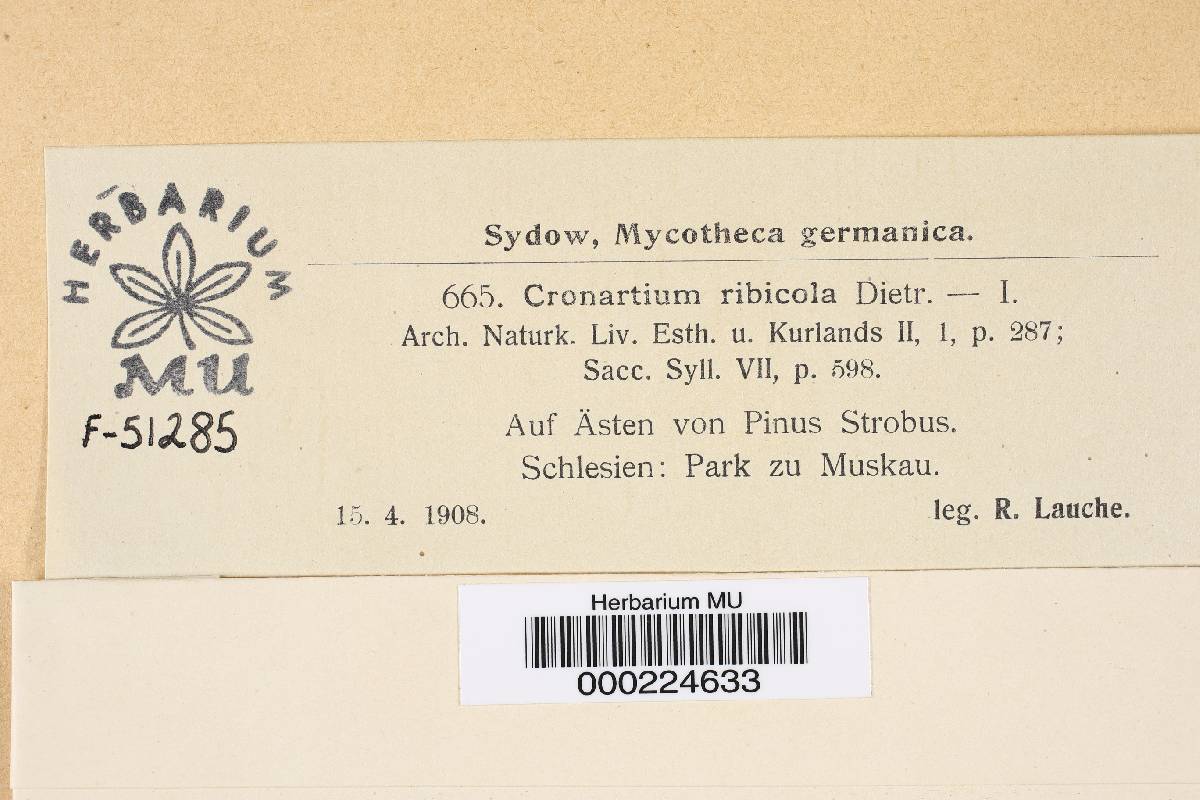 HERBARIUM
MU
F-51285
Sydow, Mycotheca germanica.
665. Cronartium ribicola Dietr. — I.
Arch. Naturk. Liv. Esth. u. Kurlands II, 1, p. 287;
Sacc. Syll. VII, p. 598.
Auf Ästen von Pinus Strobus.
Schlesien: Park zu Muskau.
15. 4. 1908. leg. R. Lauche.
Herbarium MU
000224633